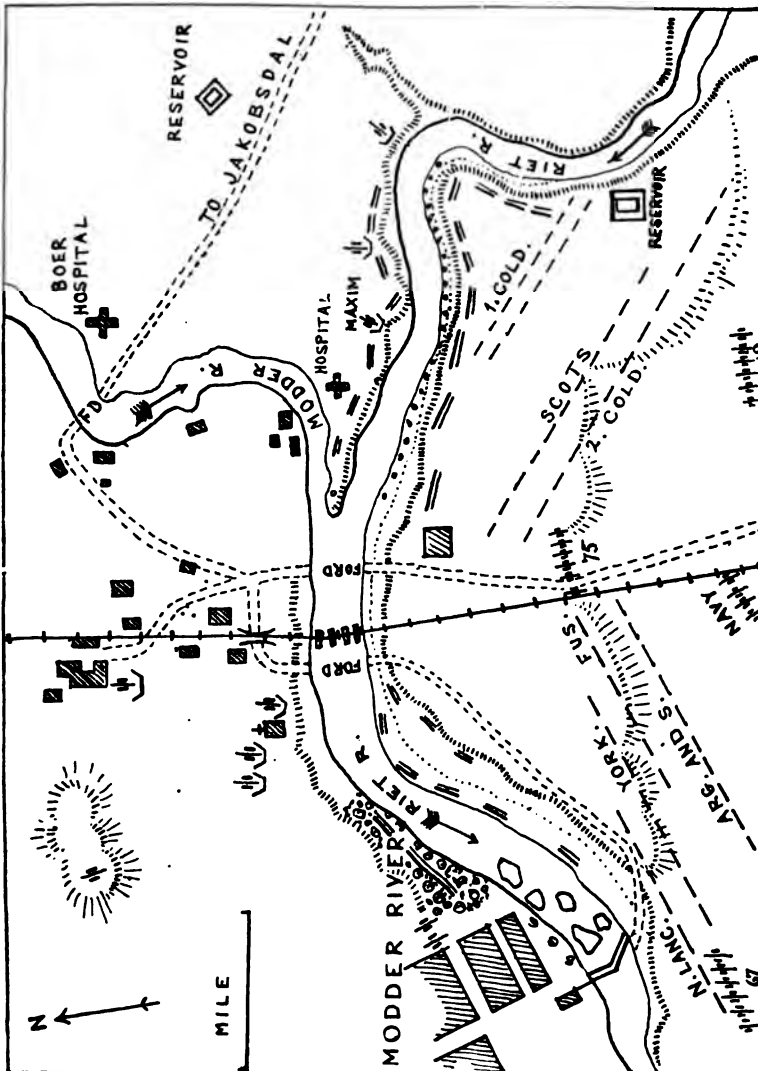 RESERVOIR
TO JAKOBSDAL
BOER
HOSPITAL
FD
MODDER R.
HOSPITAL
MAXIM
RIET R.
RESERVOIR
1. COLD.
SCOTS
2. COLD.
FORD
FORD
75
NAVY
RIET R.
N. LANC. YORK. FUS.
ARG. AND S.
67
MODDER RIVER
N
MILE